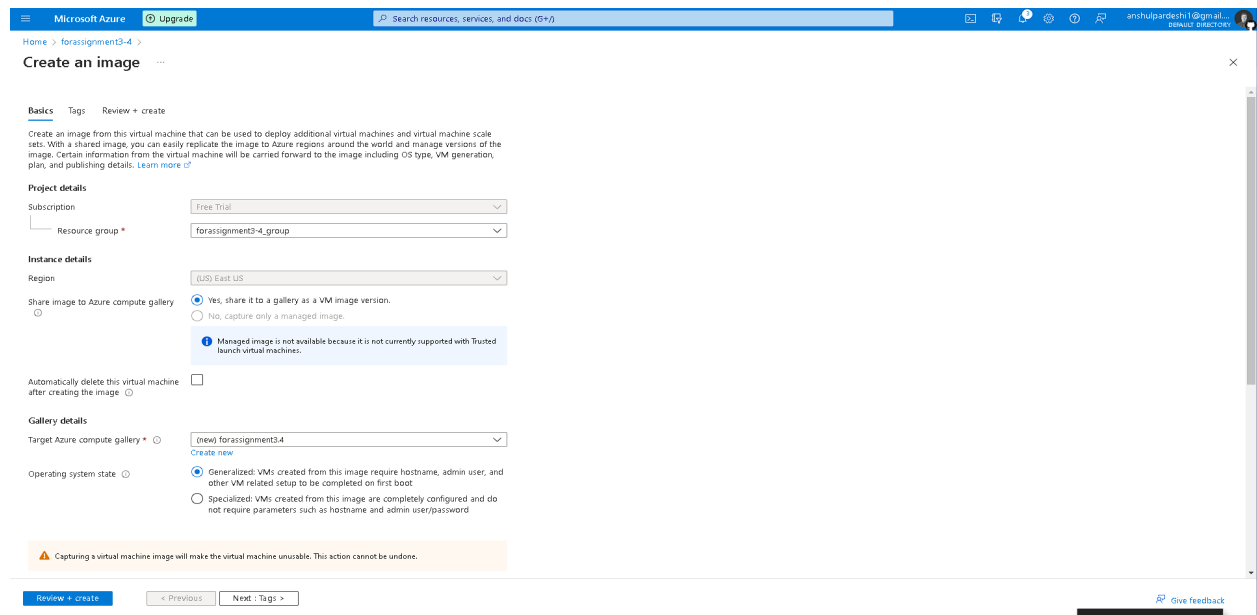 Microsoft Azure
Upgrade
Search resources, services, and docs (G+/)
anshulpardeshi1@gmail....
DEFAULT DIRECTORY
Home > forassignment3-4 >
Create an image ...
Basics Tags Review + create
Create an image from this virtual machine that can be used to deploy additional virtual machines and virtual machine scale
sets. With a shared image, you can easily replicate the image to Azure regions around the world and manage versions of the
image. Certain information from the virtual machine will be carried forward to the image including OS type, VM generation,
plan, and publishing details. Learn more
Project details
Subscription
Free Trial
Resource group *
forassignment3-4_group
Instance details
Region
(US) East US
Share image to Azure compute gallery
Yes, share it to a gallery as a VM image version.
No, capture only a managed image.
Managed image is not available because it is not currently supported with Trusted
launch virtual machines.
Automatically delete this virtual machine
after creating the image
Gallery details
Target Azure compute gallery *
(new) forassignment3.4
Create new
Operating system state
Generalized: VMs created from this image require hostname, admin user, and
other VM related setup to be completed on first boot
Specialized: VMs created from this image are completely configured and do
not require parameters such as hostname and admin user/password
Capturing a virtual machine image will make the virtual machine unusable. This action cannot be undone.
Review + create
< Previous
Next : Tags >
Give feedback